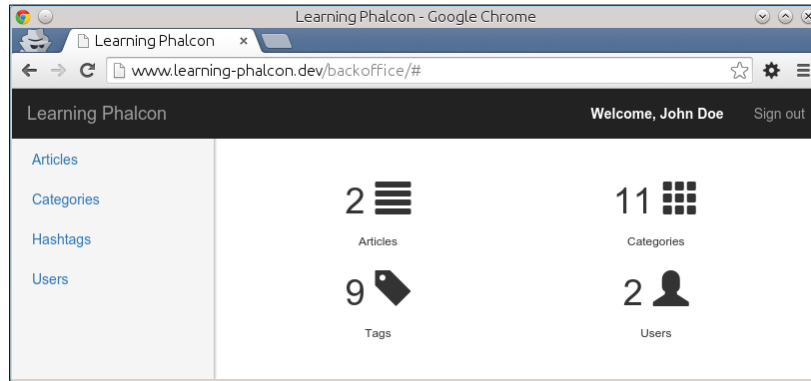 Learning Phalcon - Google Chrome
Learning Phalcon ×
www.learning-phalcon.dev/backoffice/#
Learning Phalcon Welcome, John Doe Sign out
Articles
Categories
Hashtags
Users
2 11
Articles Categories
9 2
Tags Users